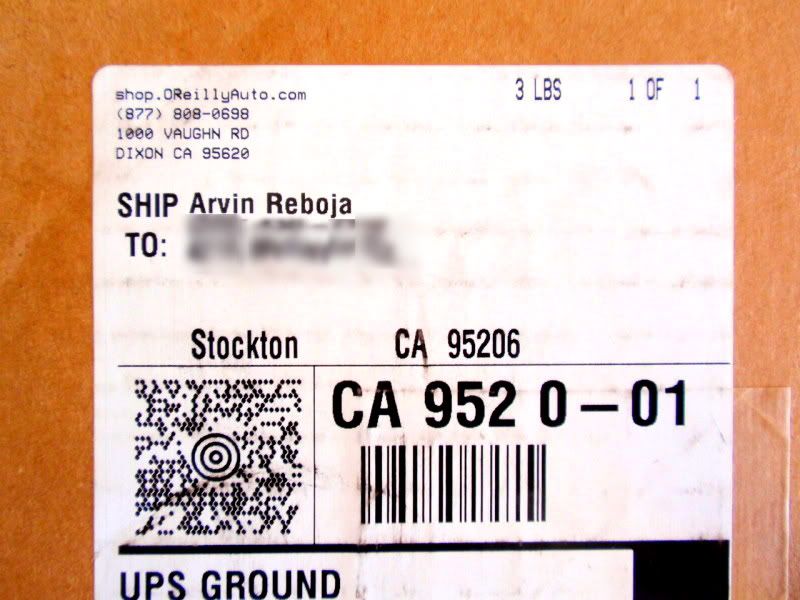 shop.OReillyAuto.com
(877) 808-0698
1000 VAUGHN RD
DIXON CA 95620
3 LBS 1 OF 1
SHIP Arvin Reboja
TO:
Stockton CA 95206
CA 952 0-01
UPS GROUND